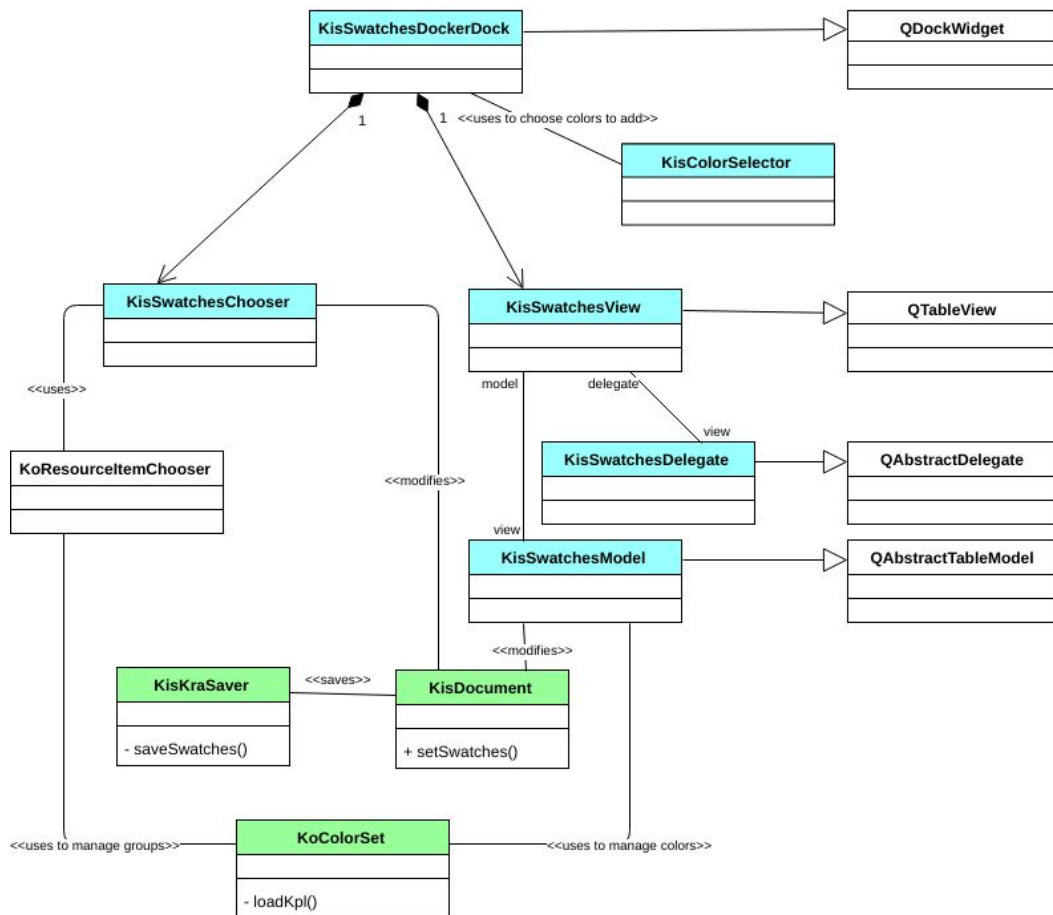 KisSwatchesDockerDock
QDockWidget
1
1
<<uses to choose colors to add>>
KisColorSelector
KisSwatchesChooser
KisSwatchesView
QTableView
model
delegate
<<uses>>
view
KoResourceItemChooser
KisSwatchesDelegate
QAbstractDelegate
<<modifies>>
view
KisSwatchesModel
QAbstractTableModel
<<modifies>>
KisKraSaver
<<saves>>
KisDocument
- saveSwatches()
+ setSwatches()
KoColorSet
<<uses to manage groups>>
<<uses to manage colors>>
- loadKpl()